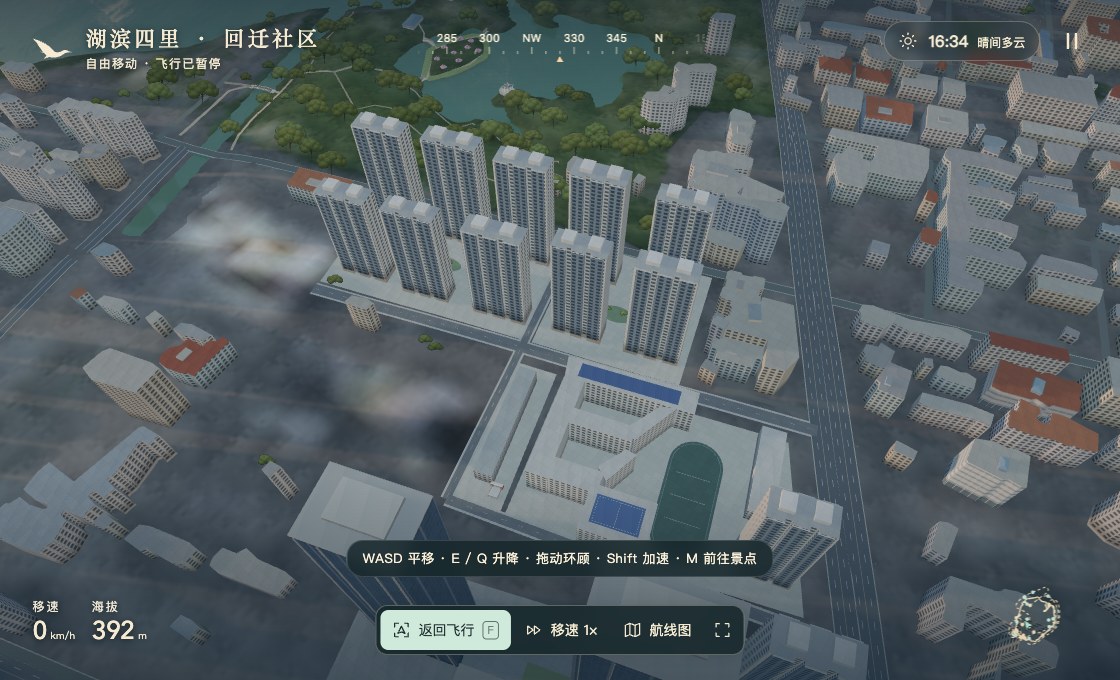 湖滨四里 · 回迁社区
自由移动 · 飞行已暂停
285 300 NW 330 345 N
16:34 晴间多云
WASD 平移 · E / Q 升降 · 拖动环顾 · Shift 加速 · M 前往景点
移速 海拔
0 km/h 392 m
返回飞行 F 移速 1x 航线图